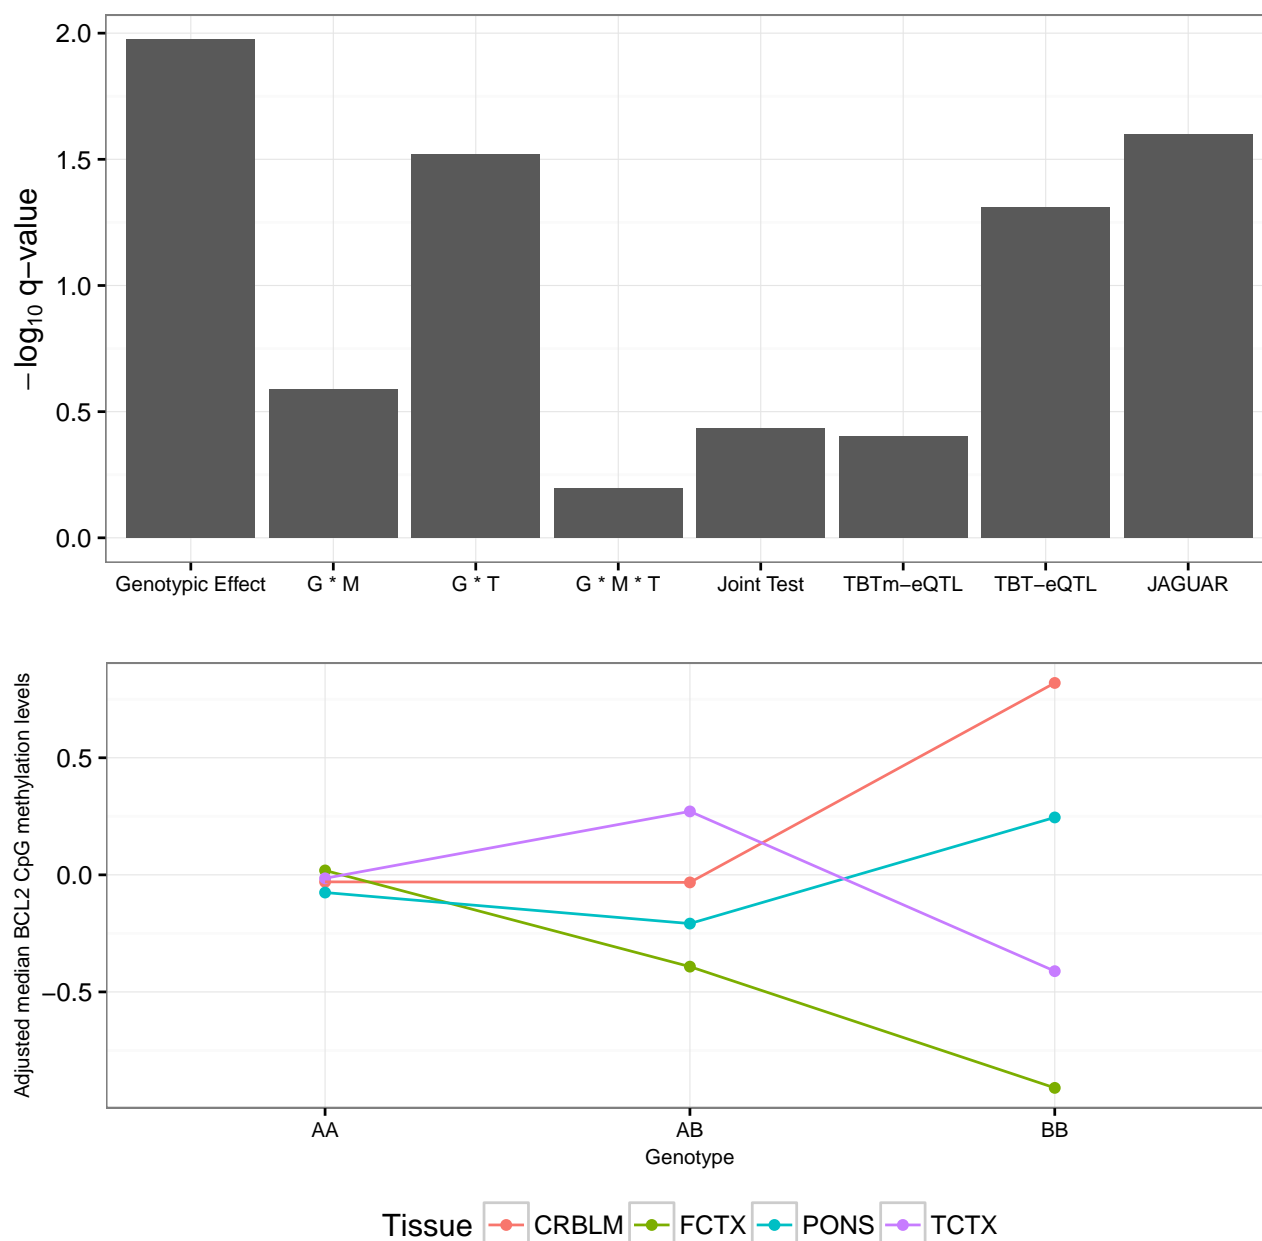 − log10 q−value
2.0
1.5
1.0
0.5
0.0
Genotypic Effect G * M G * T G * M * T Joint Test TBTm−eQTL TBT−eQTL JAGUAR
Adjusted median BCL2 CpG methylation levels
0.5
0.0
−0.5
AA AB BB
Genotype
Tissue CRBLM FCTX PONS TCTX